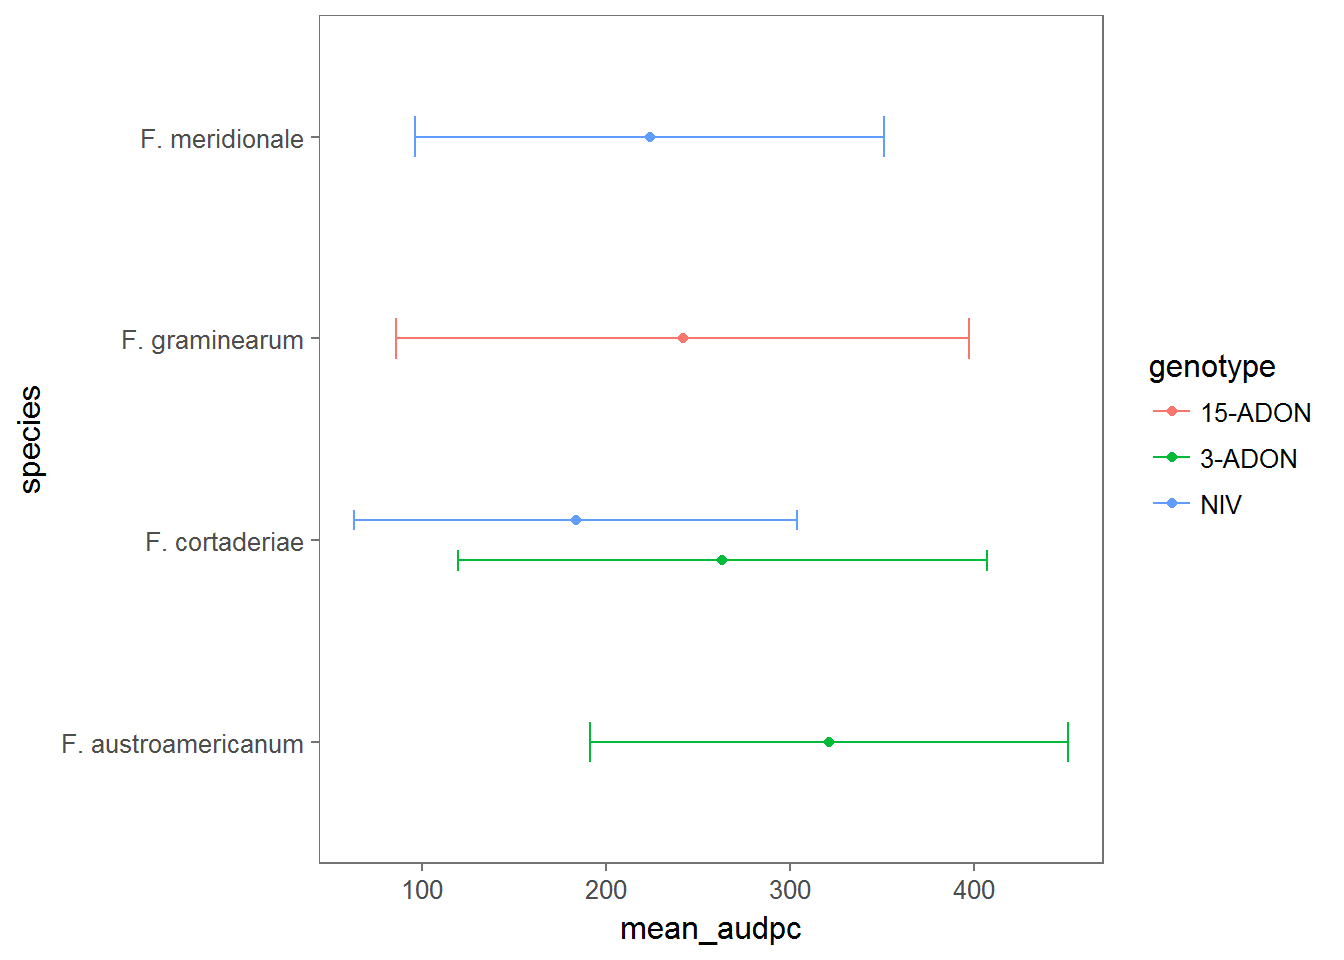 species
F. meridionale
F. graminearum
F. cortaderiae
F. austroamericanum
100 200 300 400
mean_audpc
genotype
15-ADON
3-ADON
NIV